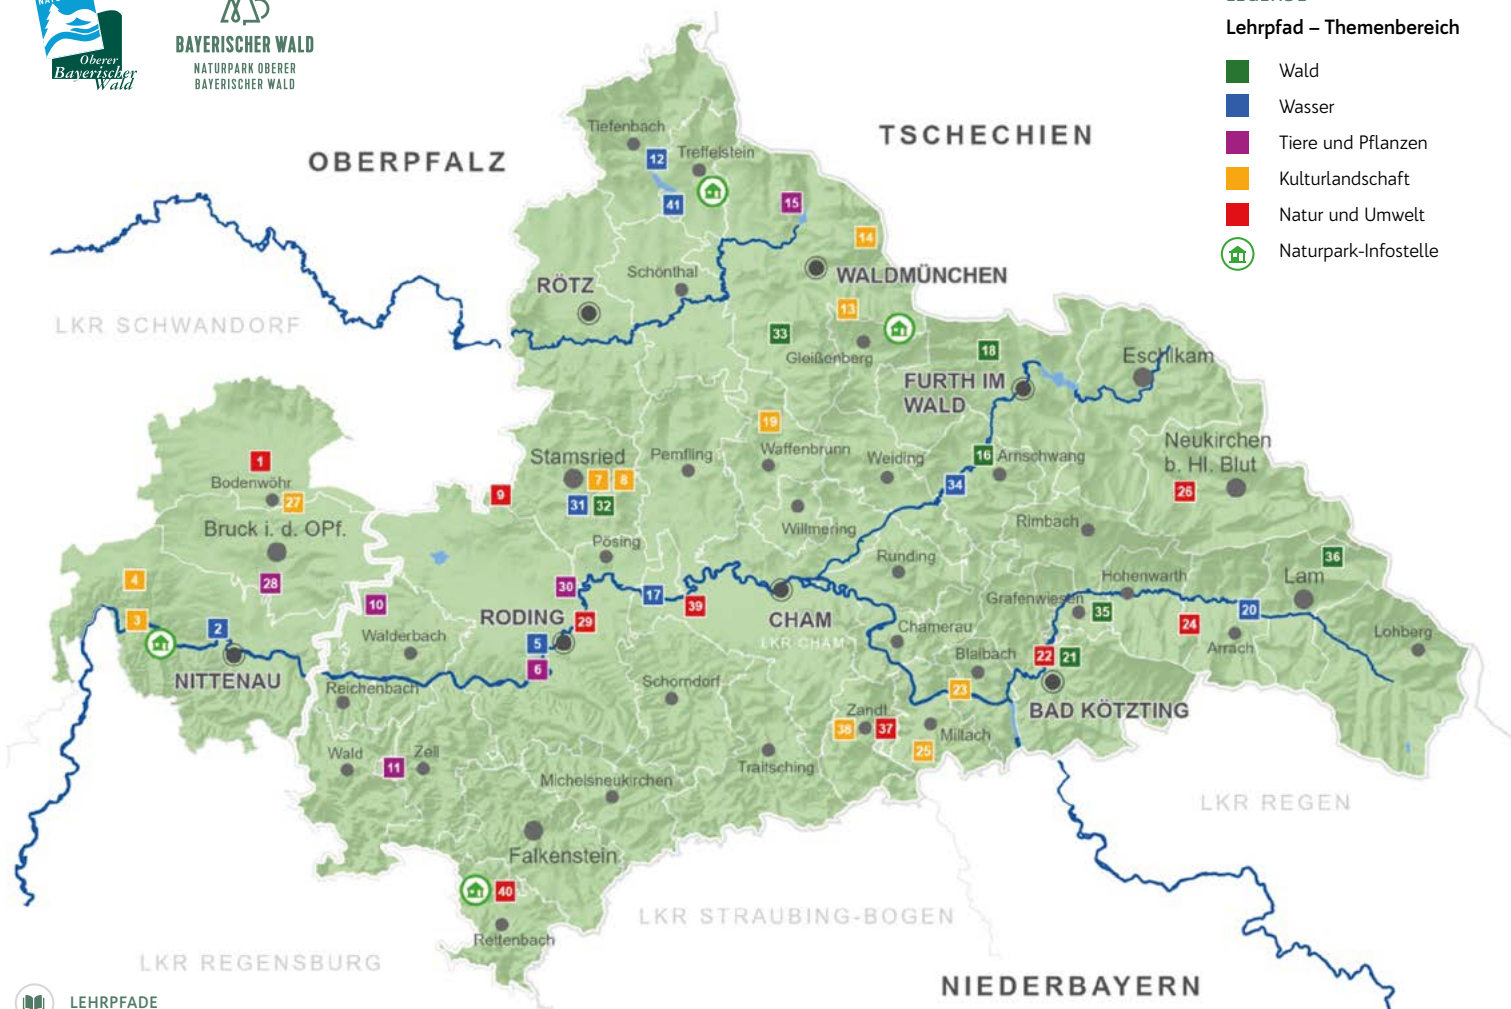 NATUR
Oberer
Bayerischer
Wald
BAYERISCHER WALD
NATURPARK OBERER
BAYERISCHER WALD
LEGENDE
Lehrpfad – Themenbereich
Wald
Wasser
Tiere und Pflanzen
Kulturlandschaft
Natur und Umwelt
Naturpark-Infostelle
OBERPFALZ
TSCHECHIEN
Tiefenbach
12
Treffelstein
41
15
14
RÖTZ
Schönthal
WALDMÜNCHEN
LKR SCHWANDORF
13
33
Gleißenberg
18
Eschlkam
FURTH IM
WALD
19
Stamsried
Pemfling
Waffenbrunn
Weiding
16
Arnschwang
Neukirchen
b. Hl. Blut
1
Bodenwöhr
27
9
7
8
31
32
34
26
Bruck i. d. OPf.
Willmering
Rimbach
Pösing
Runding
36
4
28
30
17
39
Hohenwarth
Lam
10
Grafenwiesen
35
20
3
2
RODING
29
CHAM
LKR CHAM
24
Walderbach
5
Chamerau
Arrach
Lohberg
NITTENAU
6
Blaibach
22
21
Reichenbach
Schorndorf
23
BAD KÖTZTING
Zandt
38
37
Miltach
25
Wald
11
Zell
Traitsching
Michelsneukirchen
LKR REGEN
Falkenstein
40
LKR STRAUBING-BOGEN
Rettenbach
LKR REGENSBURG
NIEDERBAYERN
LEHRPFADE